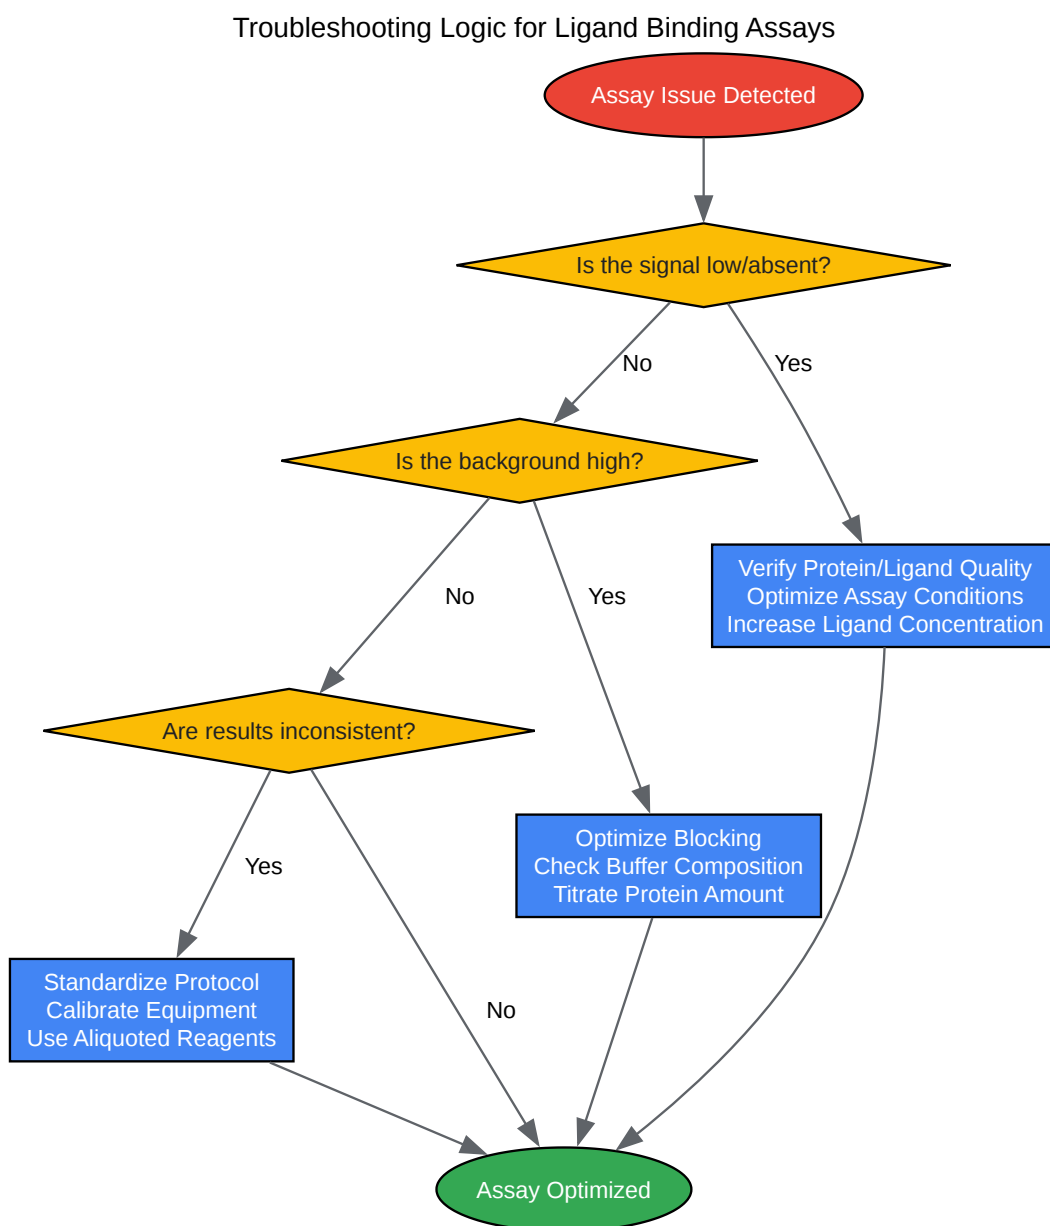 Troubleshooting Logic for Ligand Binding Assays
Assay Issue Detected
Is the signal low/absent?
No
Yes
Is the background high?
No
Yes
Verify Protein/Ligand Quality
Optimize Assay Conditions
Increase Ligand Concentration
Are results inconsistent?
Yes
No
Optimize Blocking
Check Buffer Composition
Titrate Protein Amount
Standardize Protocol
Calibrate Equipment
Use Aliquoted Reagents
Assay Optimized